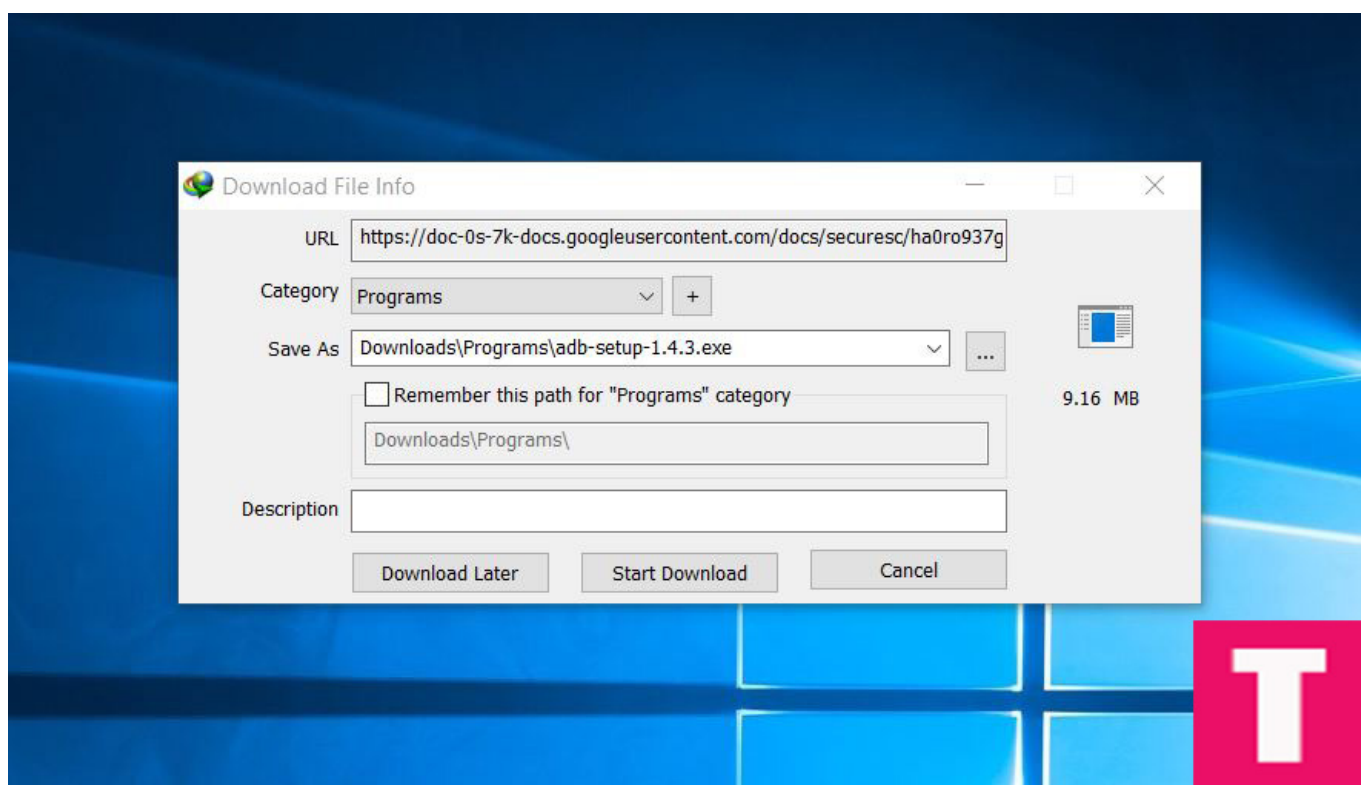 Download File Info
URL
https://doc-0s-7k-docs.googleusercontent.com/docs/securesc/ha0ro937g
Category
Programs
+
Save As
Downloads\Programs\adb-setup-1.4.3.exe
...
Remember this path for "Programs" category
9.16 MB
Downloads\Programs\
Description
Download Later
Start Download
Cancel
T